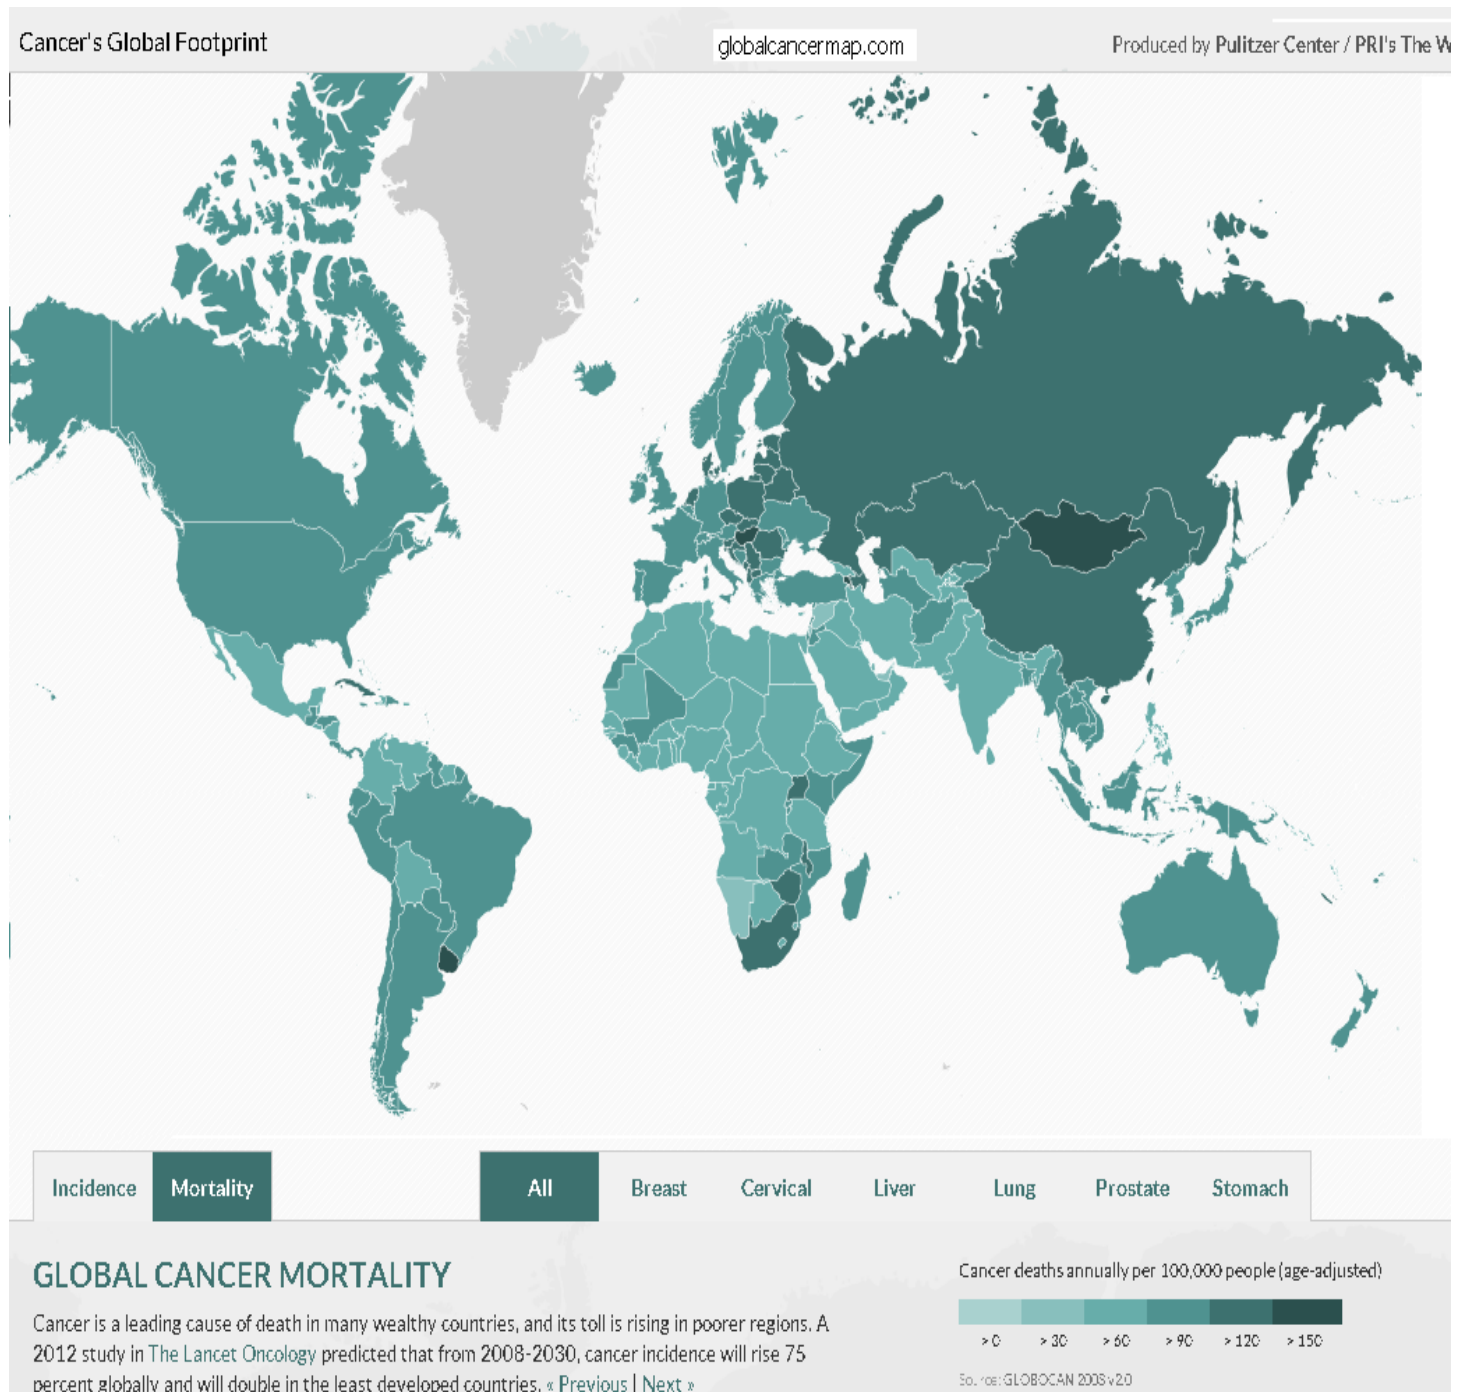 Cancer's Global Footprint
globalcancermap.com
Produced by Pulitzer Center / PRI's The W
Incidence
Mortality
All
Breast
Cervical
Liver
Lung
Prostate
Stomach
GLOBAL CANCER MORTALITY
Cancer is a leading cause of death in many wealthy countries, and its toll is rising in poorer regions. A
2012 study in The Lancet Oncology predicted that from 2008-2030, cancer incidence will rise 75
percent globally and will double in the least developed countries. « Previous | Next »
Cancer deaths annually per 100,000 people (age-adjusted)
> 0 > 30 > 60 > 90 > 120 > 150
Source: GLOBOCAN 2008 v2.0